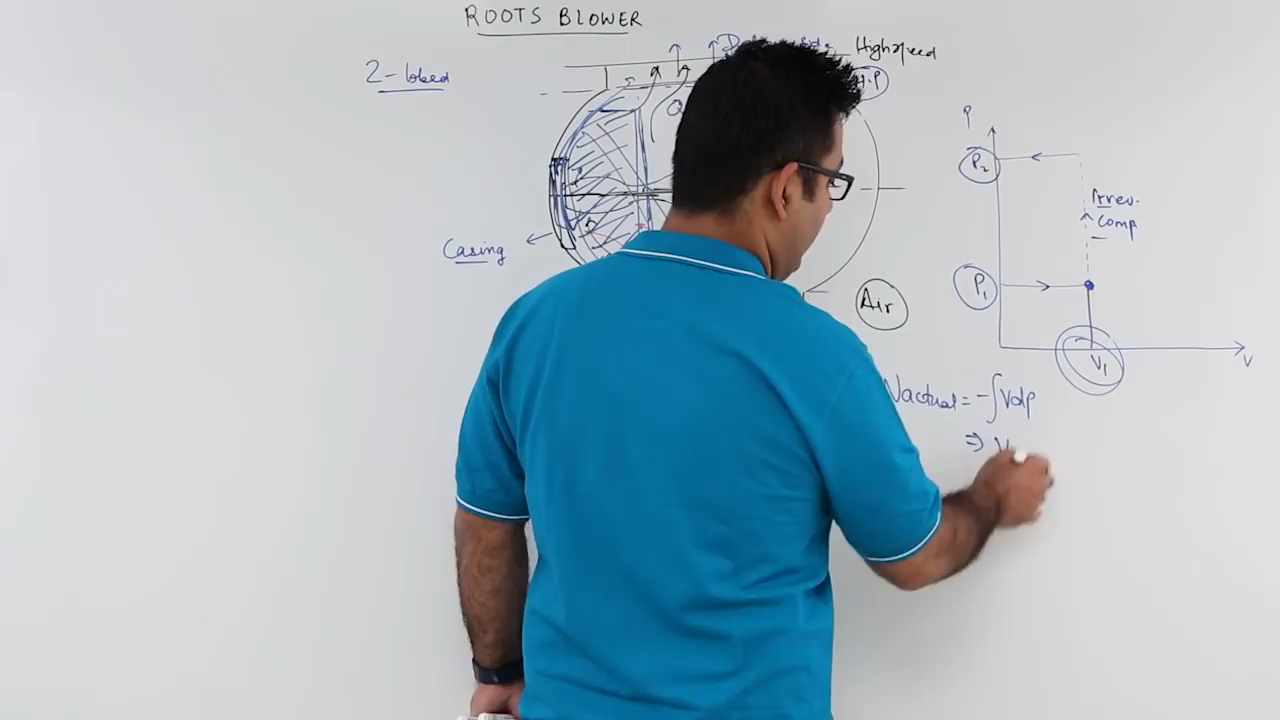 ROOTS BLOWER
2-lobed
High speed
H.P
Casing
Air
P
P2
Irrev.
Comp
P1
V1
V
Wactual = -∫Vdp
⇒ V